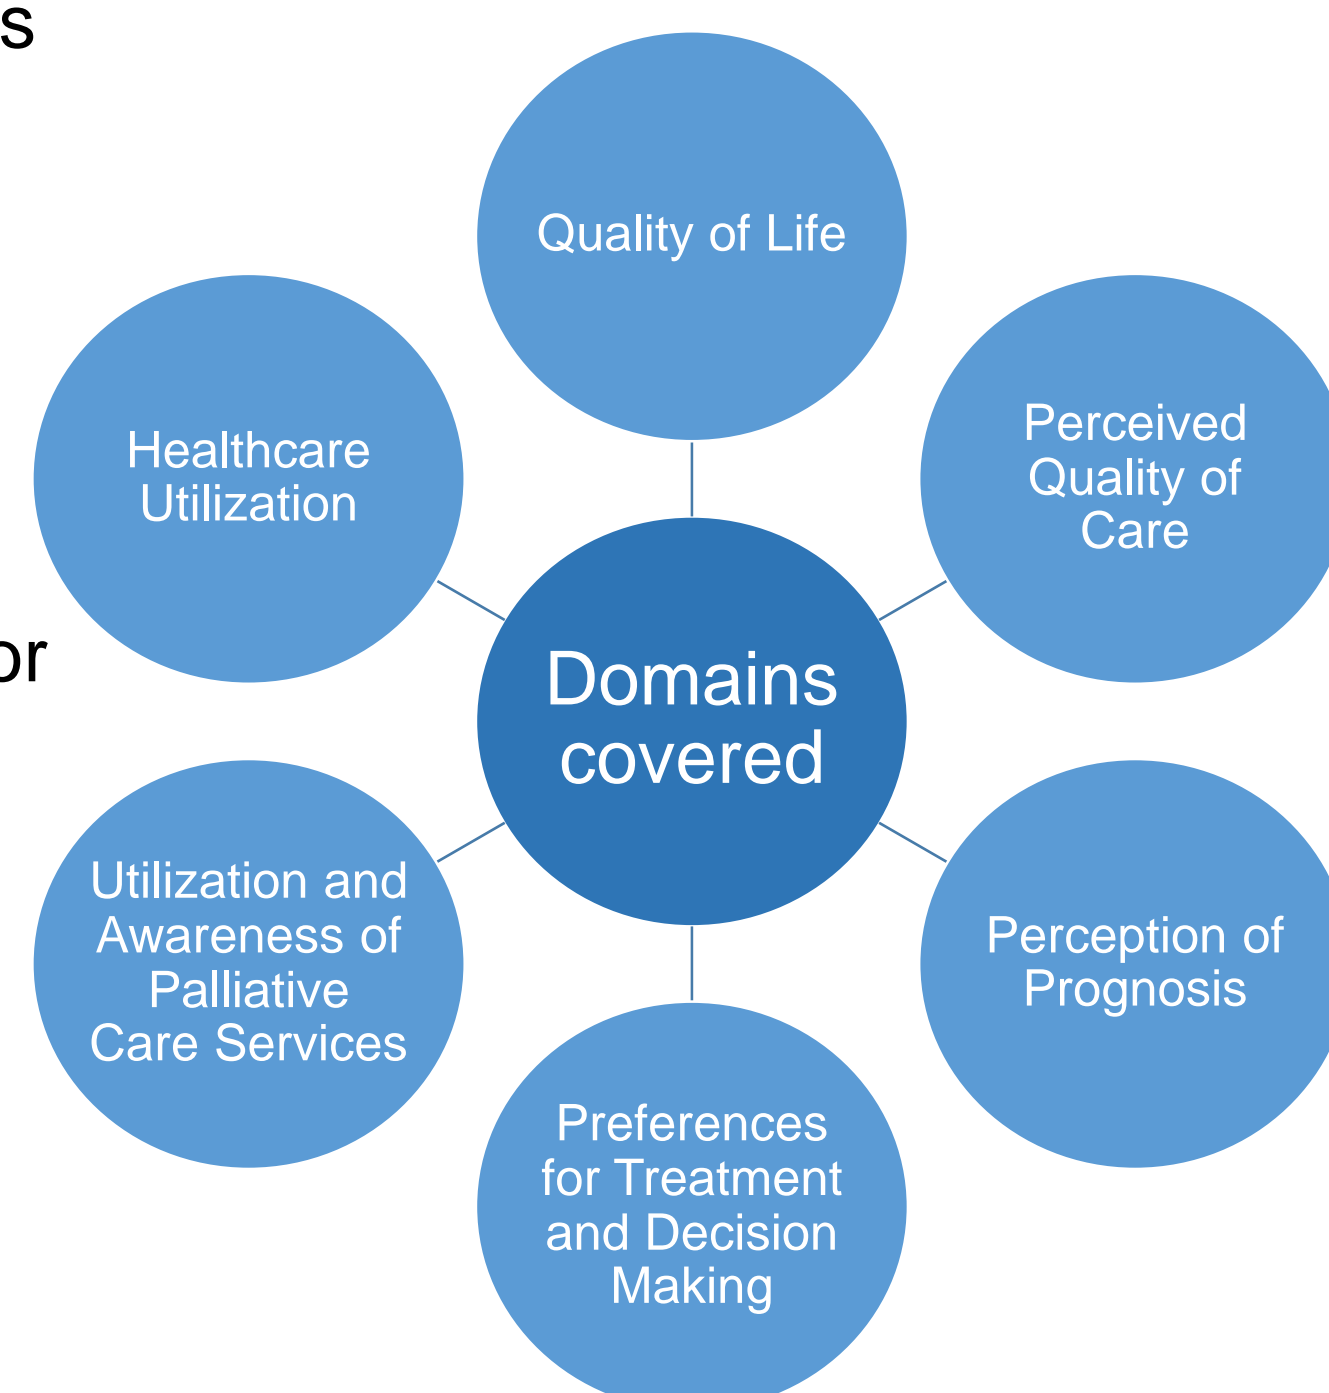 s
Quality of Life
Healthcare
Utilization
Perceived
Quality of
Care
or
Domains
covered
Utilization and
Awareness of
Palliative
Care Services
Perception of
Prognosis
Preferences
for Treatment
and Decision
Making